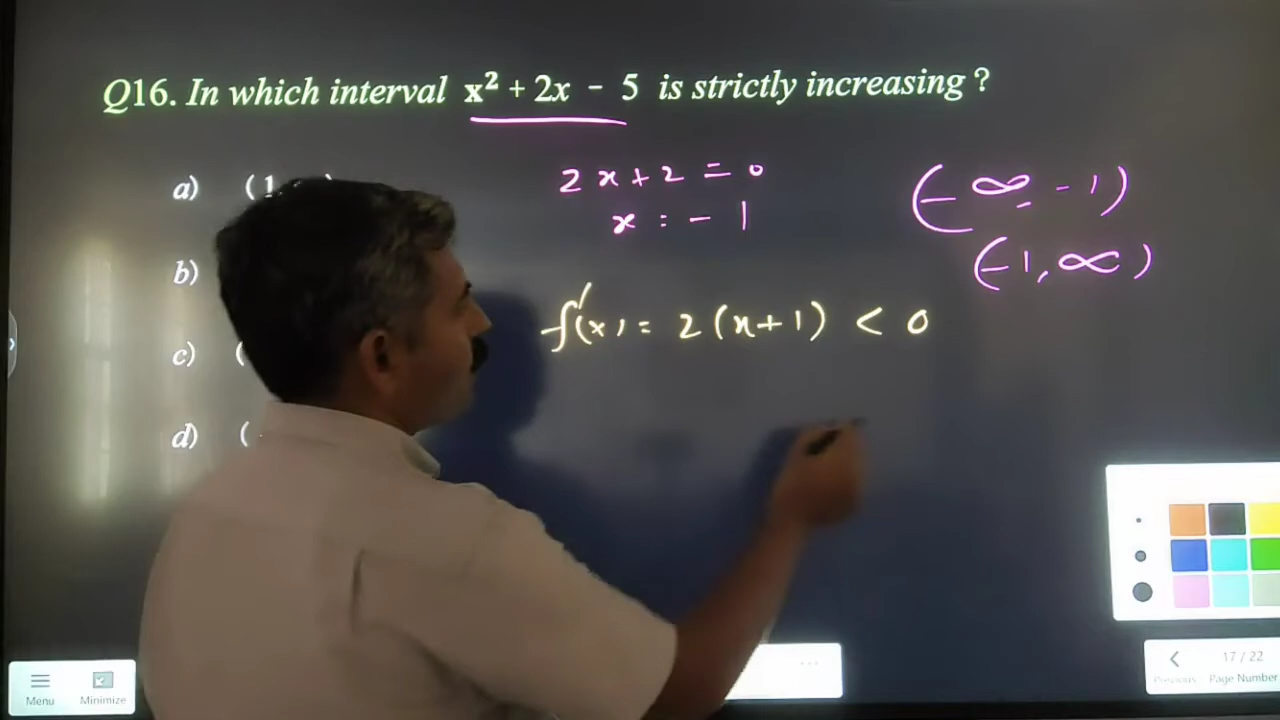 Q16. In which interval x² + 2x - 5 is strictly increasing ?
a) (1
b)
c) (
d) (
2x+2 = 0
x = - 1
(-∞, -1)
(-1, ∞)
f'(x) = 2(x+1) < 0
Menu
Minimize
Previous
17 / 22
Page Number